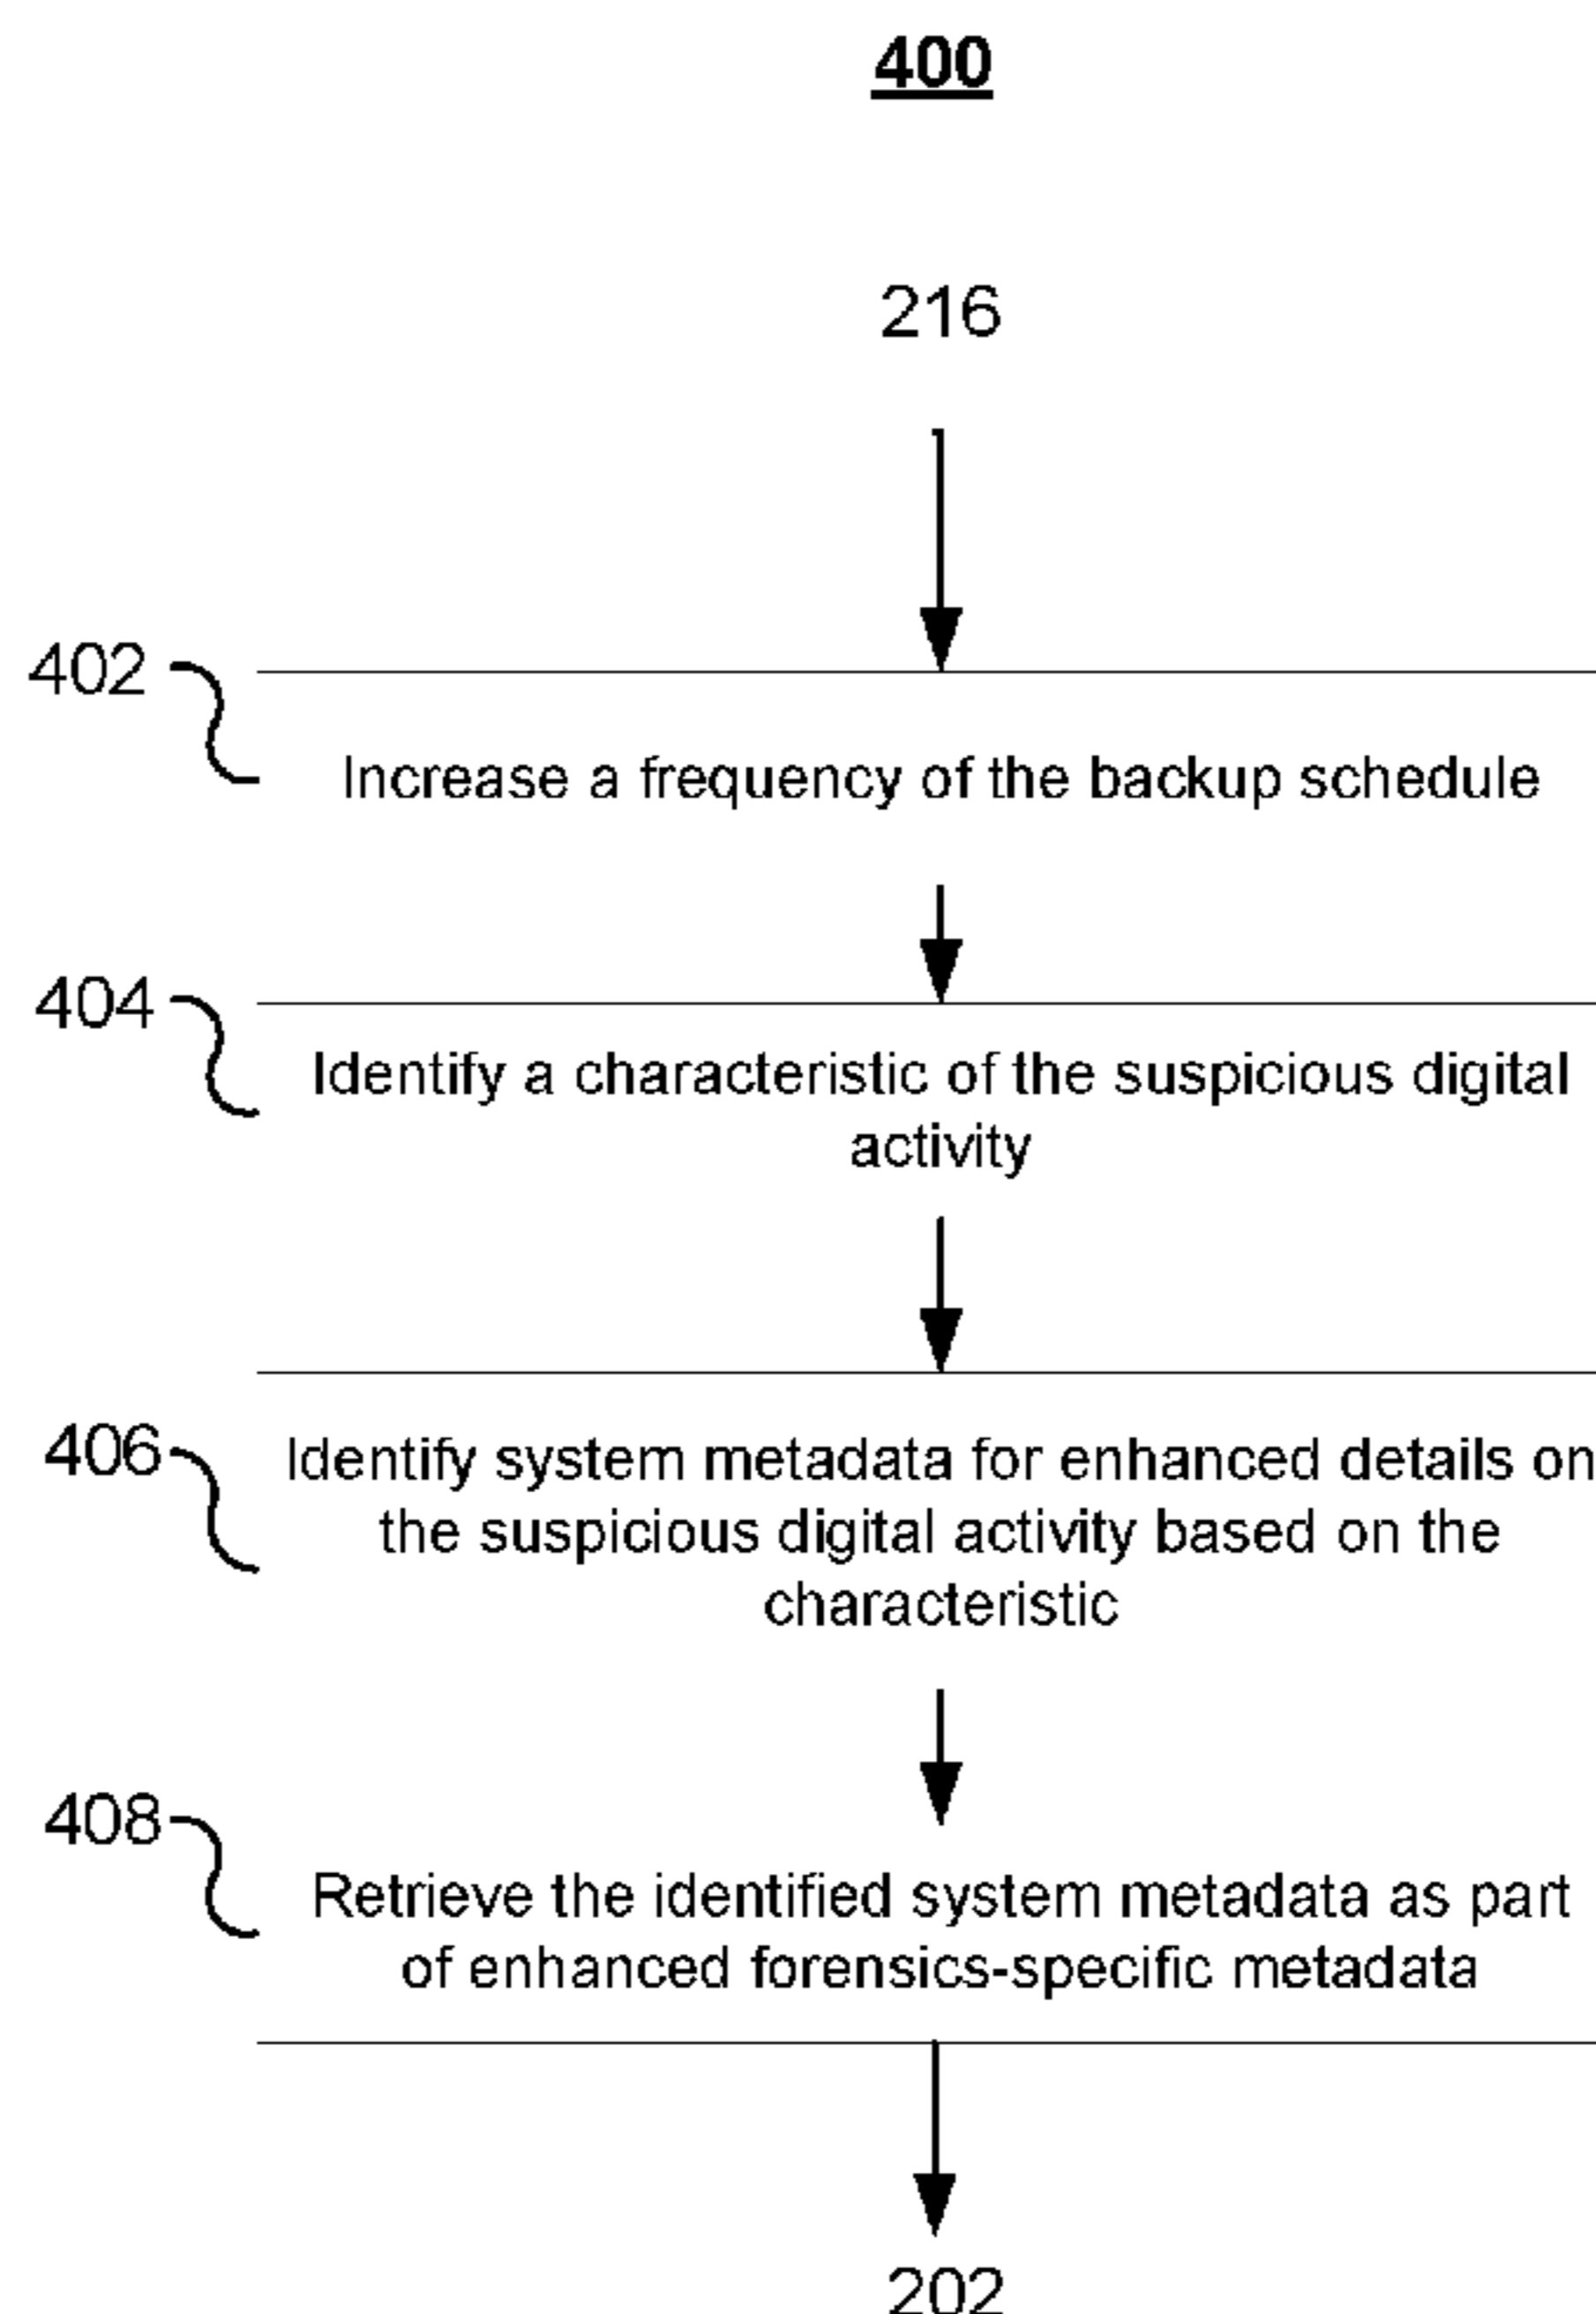 400
216
402
Increase a frequency of the backup schedule
404
Identify a characteristic of the suspicious digital
activity
406
Identify system metadata for enhanced details on
the suspicious digital activity based on the
characteristic
408
Retrieve the identified system metadata as part
of enhanced forensics-specific metadata
202